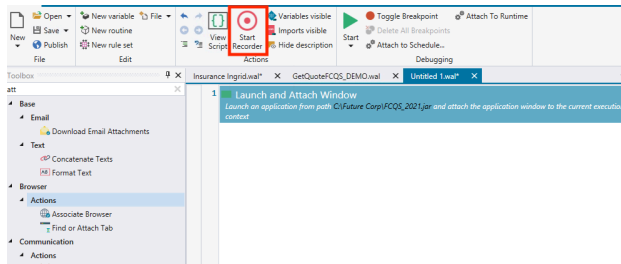 Open New variable File Variables visible Toggle Breakpoint Attach To Runtime
New Save New routine View Script Start Recorder Imports visible Start Delete All Breakpoints
Publish New rule set Hide description Attach to Schedule...
File Edit Actions Debugging
Toolbox
Insurance Ingrid.wal* GetQuoteFCQS_DEMO.wal Untitled 1.wal*
att
1 Launch and Attach Window
Launch an application from path C:\Future Corp\FCQS_2021.jar and attach the application window to the current executio
context
Base
Email
Download Email Attachments
Text
Concatenate Texts
Format Text
Browser
Actions
Associate Browser
Find or Attach Tab
Communication
Actions